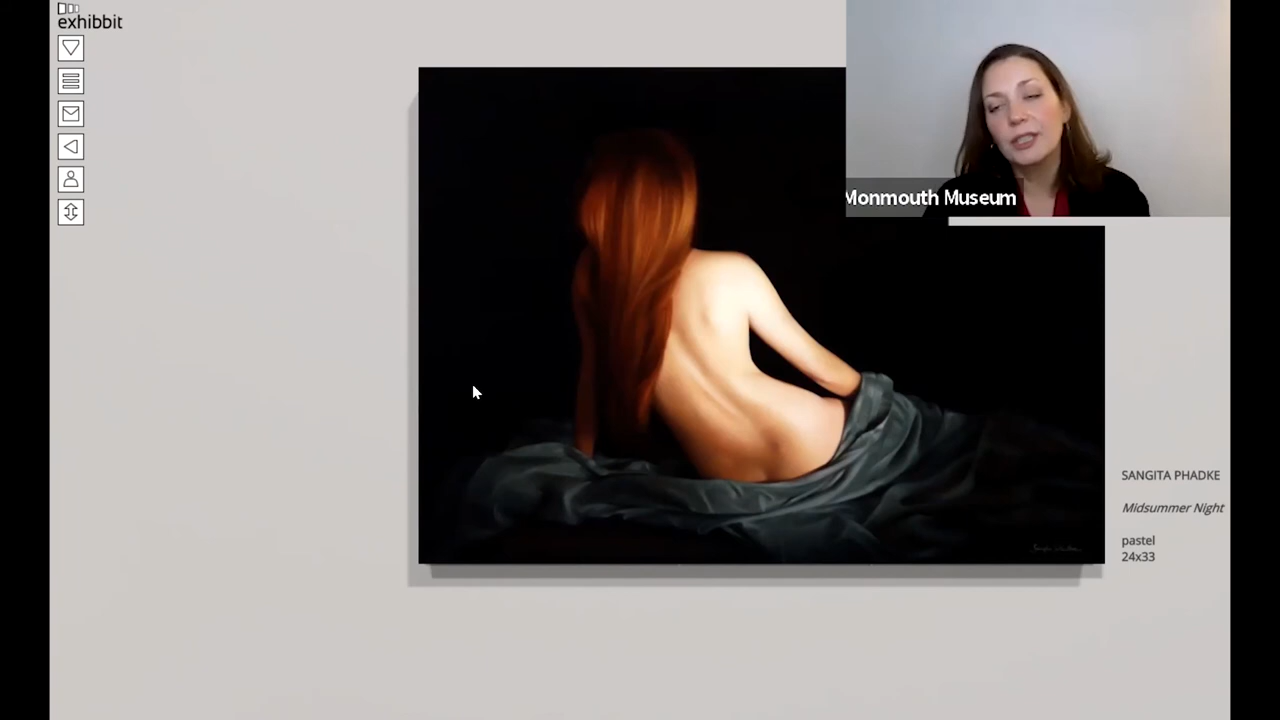 exhibbit
Monmouth Museum
SANGITA PHADKE
Midsummer Night
pastel
24x33